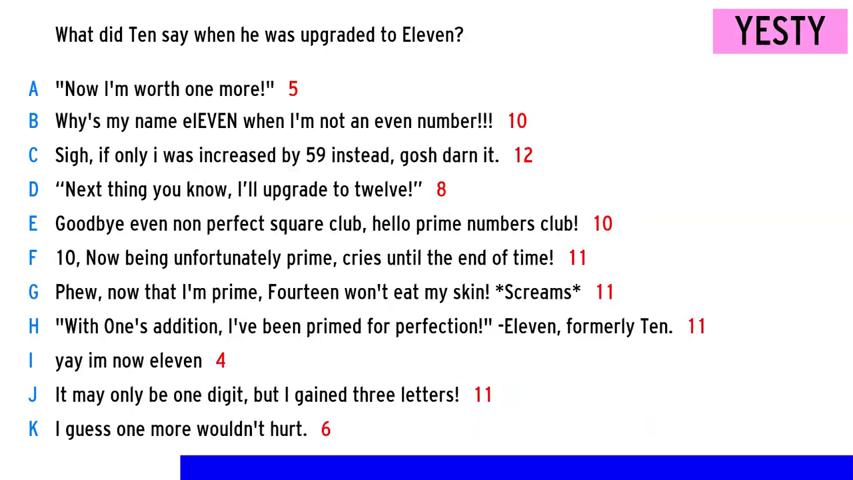 What did Ten say when he was upgraded to Eleven?
YESTY
A "Now I'm worth one more!" 5
B Why's my name elEVEN when I'm not an even number!!! 10
C Sigh, if only i was increased by 59 instead, gosh darn it. 12
D “Next thing you know, I’ll upgrade to twelve!” 8
E Goodbye even non perfect square club, hello prime numbers club! 10
F 10, Now being unfortunately prime, cries until the end of time! 11
G Phew, now that I'm prime, Fourteen won't eat my skin! *Screams* 11
H "With One's addition, I've been primed for perfection!" -Eleven, formerly Ten. 11
I yay im now eleven 4
J It may only be one digit, but I gained three letters! 11
K I guess one more wouldn't hurt. 6